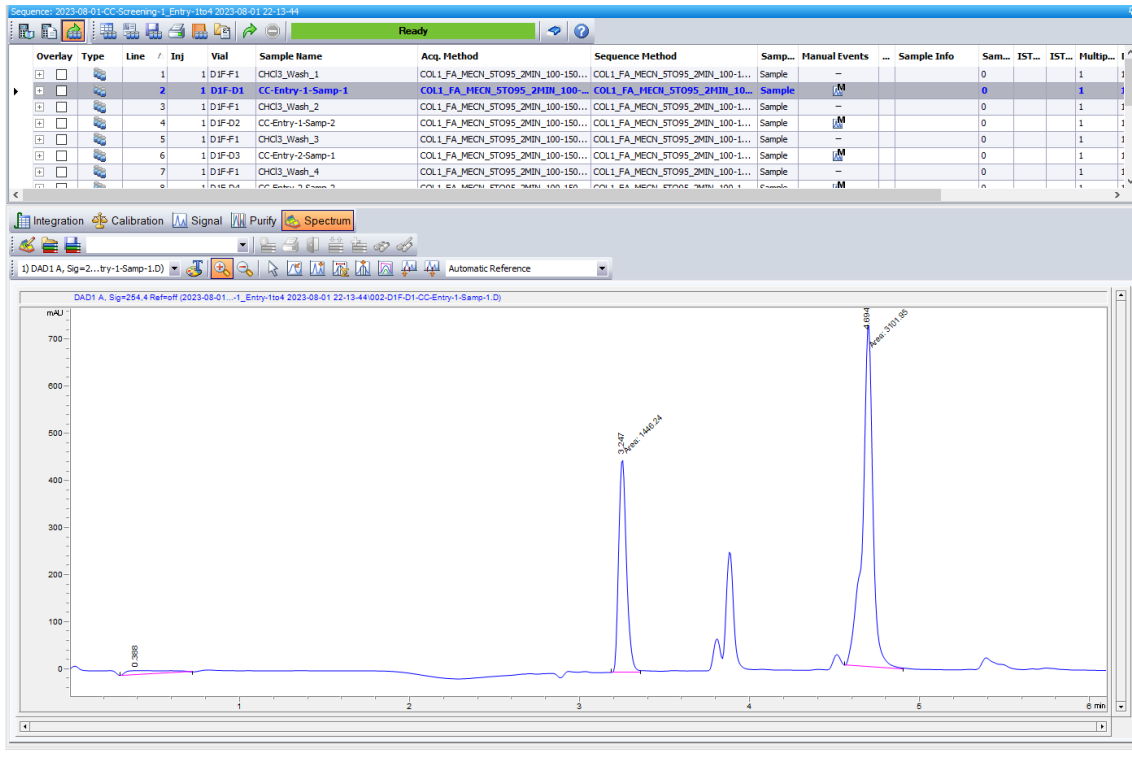 Sequence: 2023-08-01-CC-Screening-1_Entry-1to4 2023-08-01 22-13-44
Ready
Overlay Type Line Inj Vial Sample Name Acq. Method Sequence Method Samp... Manual Events ... Sample Info Sam... IST... IST... Multip...
1 1 D1F-F1 CHCl3_Wash_1 COL1_FA_MECN_5TO95_2MIN_100-150... COL1_FA_MECN_5TO95_2MIN_100-1... Sample – 0 1
2 1 D1F-D1 CC-Entry-1-Samp-1 COL1_FA_MECN_5TO95_2MIN_100-... COL1_FA_MECN_5TO95_2MIN_10... Sample M 0 1
3 1 D1F-F1 CHCl3_Wash_2 COL1_FA_MECN_5TO95_2MIN_100-150... COL1_FA_MECN_5TO95_2MIN_100-1... Sample – 0 1
4 1 D1F-D2 CC-Entry-1-Samp-2 COL1_FA_MECN_5TO95_2MIN_100-150... COL1_FA_MECN_5TO95_2MIN_100-1... Sample M 0 1
5 1 D1F-F1 CHCl3_Wash_3 COL1_FA_MECN_5TO95_2MIN_100-150... COL1_FA_MECN_5TO95_2MIN_100-1... Sample – 0 1
6 1 D1F-D3 CC-Entry-2-Samp-1 COL1_FA_MECN_5TO95_2MIN_100-150... COL1_FA_MECN_5TO95_2MIN_100-1... Sample M 0 1
7 1 D1F-F1 CHCl3_Wash_4 COL1_FA_MECN_5TO95_2MIN_100-150... COL1_FA_MECN_5TO95_2MIN_100-1... Sample – 0 1
Integration Calibration Signal Purify Spectrum
1) DAD1 A, Sig=2...try-1-Samp-1.D) Automatic Reference
DAD1 A, Sig=254,4 Ref=off (2023-08-01...-1_Entry-1to4 2023-08-01 22-13-44\002-D1F-D1-CC-Entry-1-Samp-1.D)
mAU
4.694
Area: 3101.95
700
600
500
3.247
Area: 1446.24
400
300
200
100
0.388
0
1 2 3 4 5 6 min